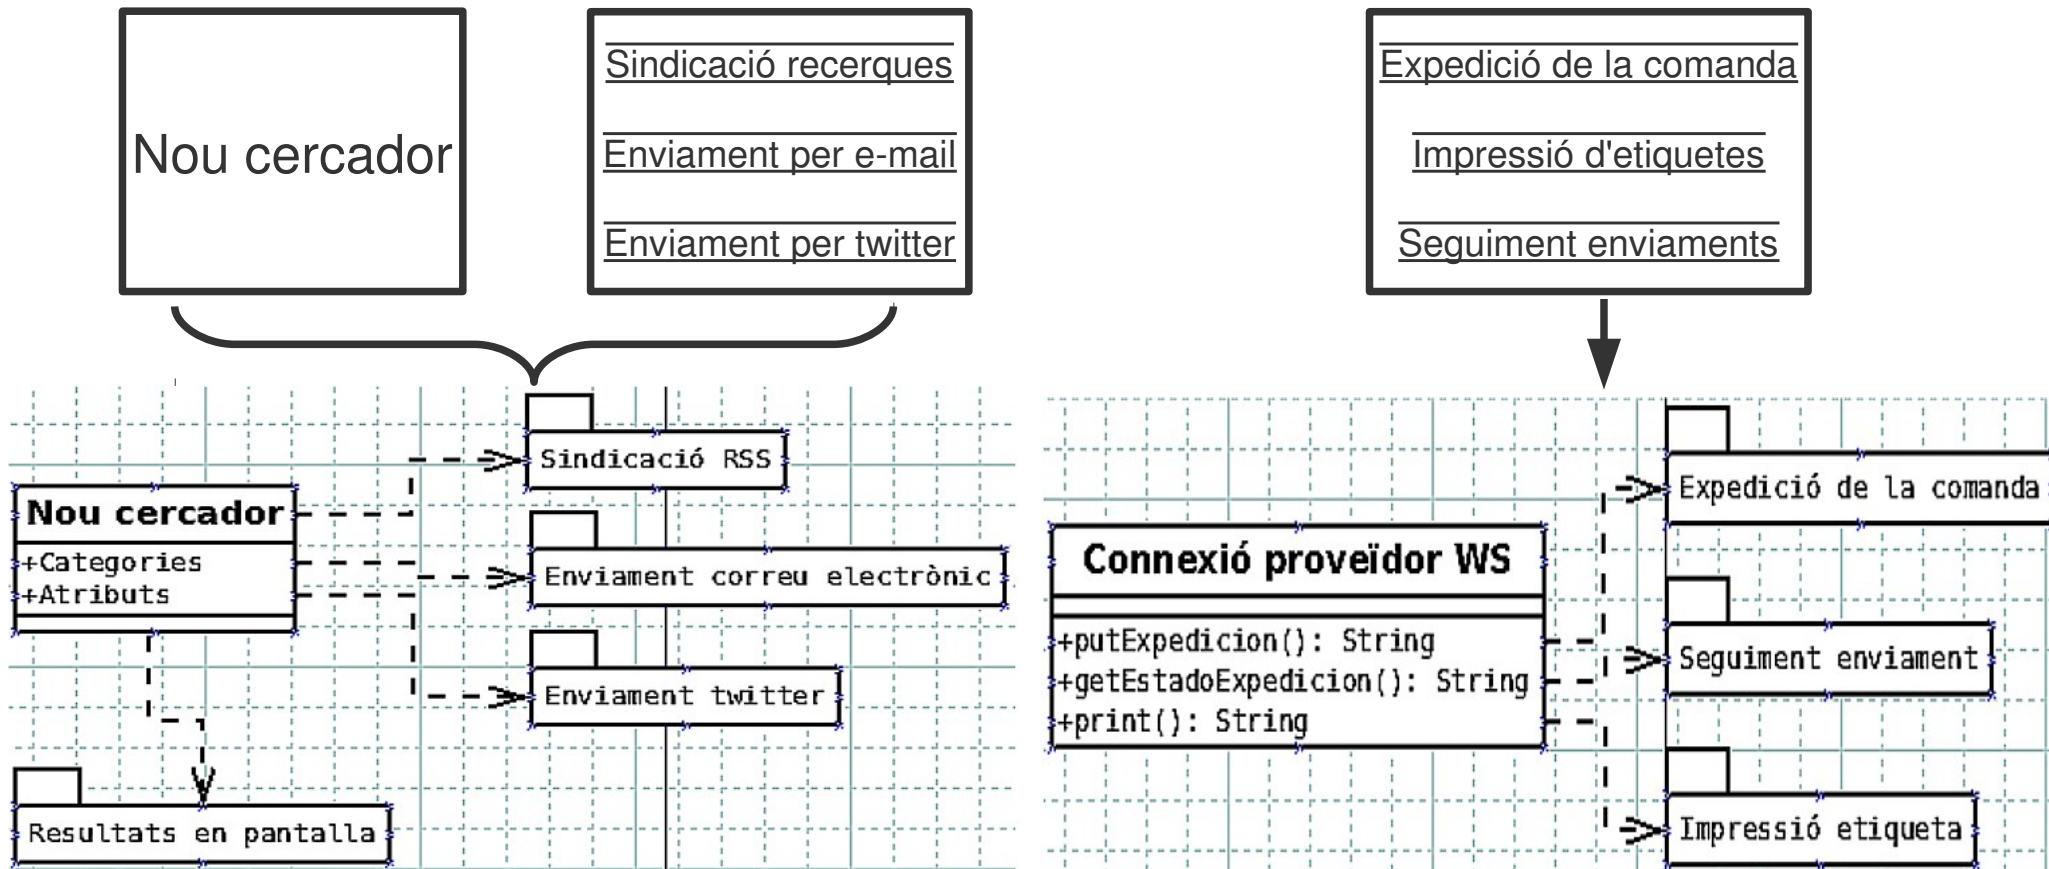 Nou cercador
Sindicació recerques
Enviament per e-mail
Enviament per twitter
Expedició de la comanda
Impressió d'etiquetes
Seguiment enviaments
Sindicació RSS
Nou cercador
+Categories
+Atributs
Enviament correu electrònic
Enviament twitter
Resultats en pantalla
Expedició de la comanda
Connexió proveïdor WS
+putExpedicion(): String
+getEstadoExpedicion(): String
+print(): String
Seguiment enviament
Impressió etiqueta